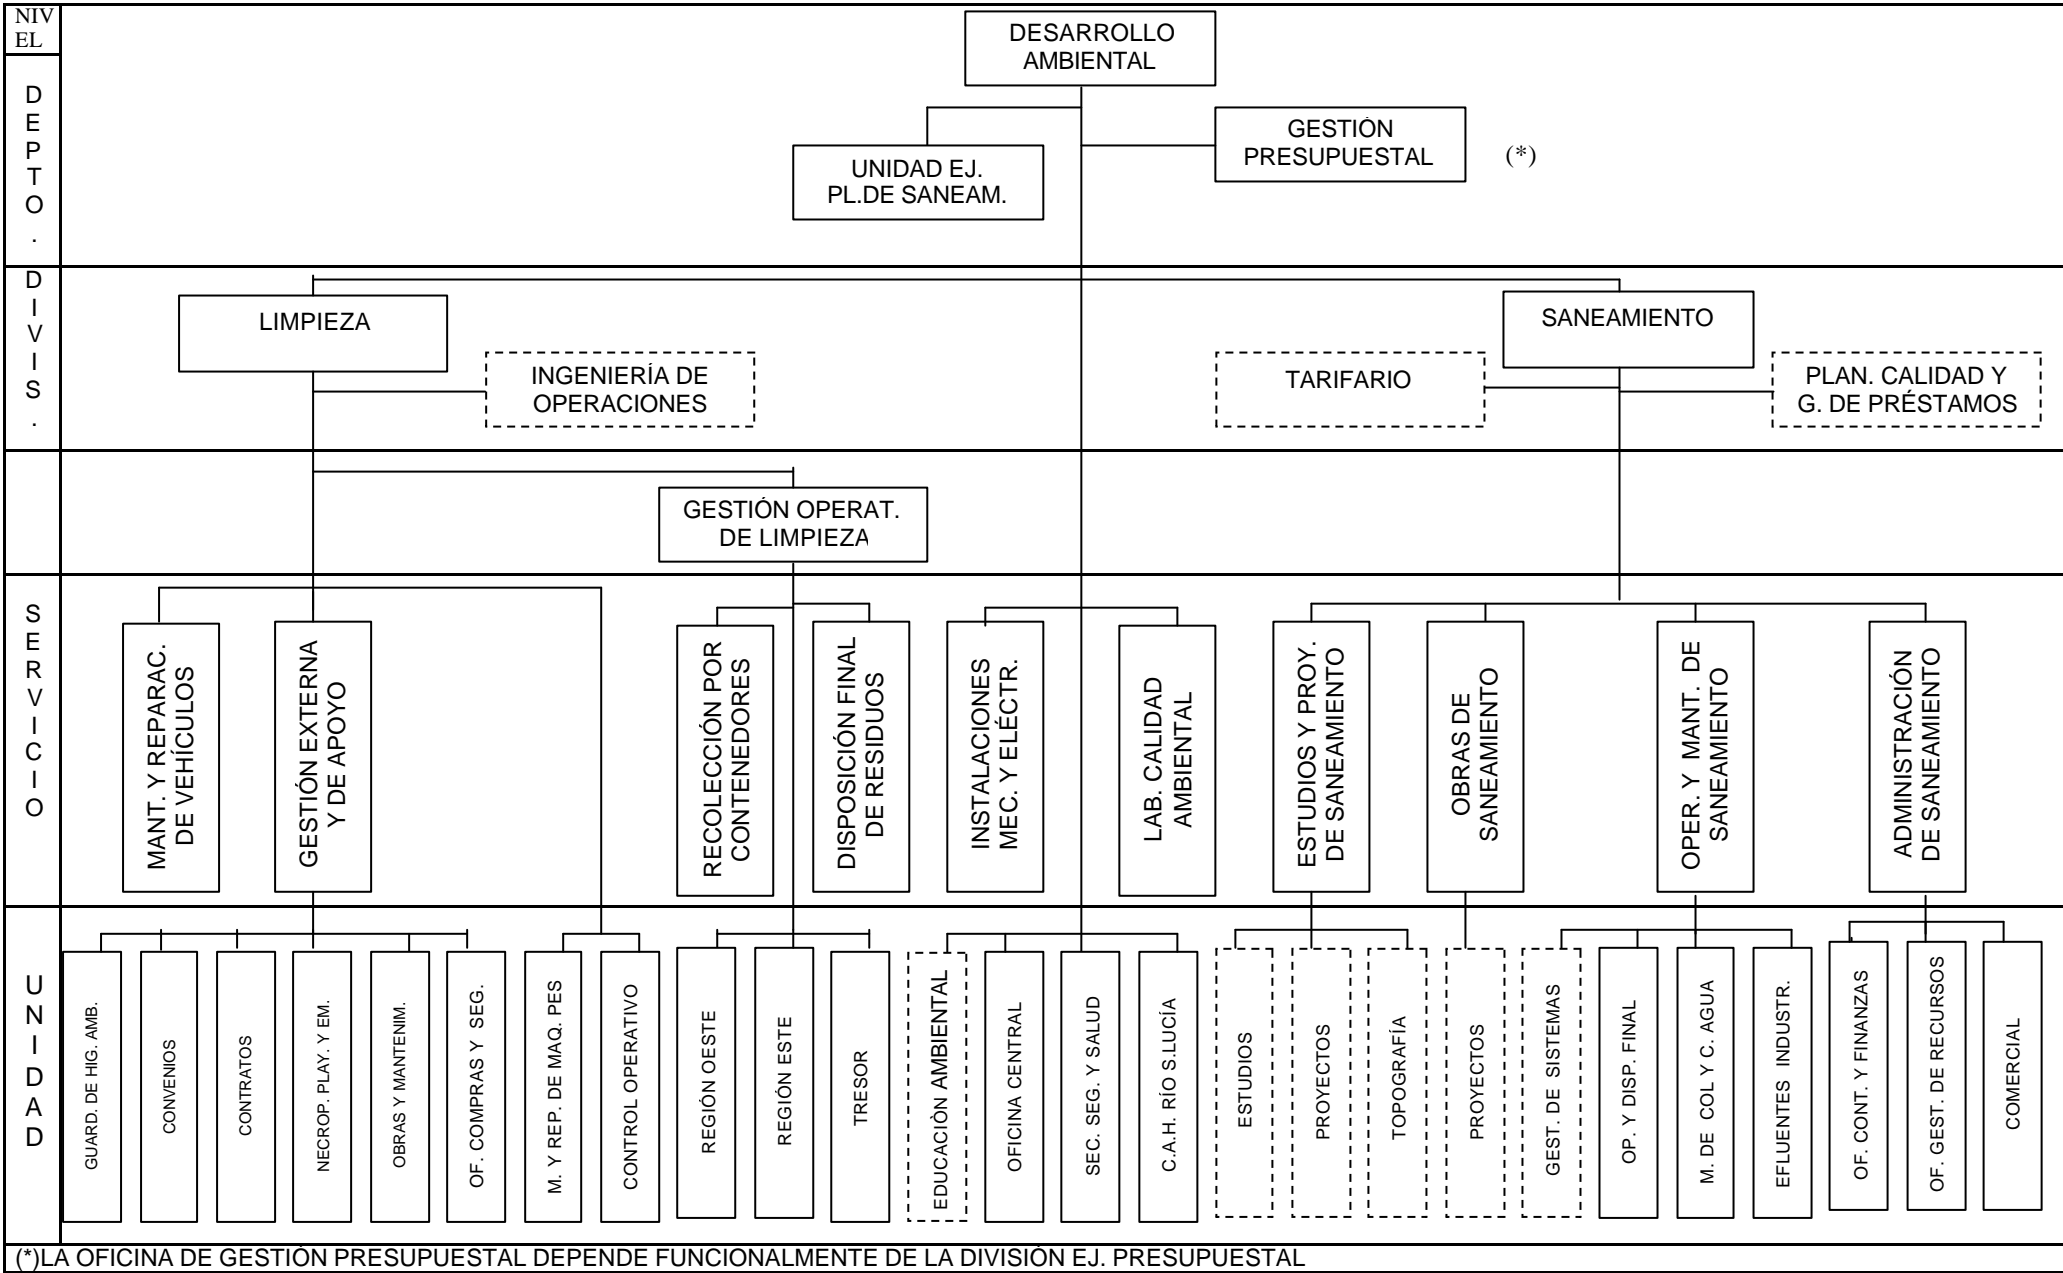 NIV
EL
DESARROLLO
AMBIENTAL
D
E
P
T
O
.
UNIDAD EJ.
PL.DE SANEAM.
GESTIÓN
PRESUPUESTAL
(*)
D
I
V
I
S
.
LIMPIEZA
SANEAMIENTO
INGENIERÍA DE
OPERACIONES
TARIFARIO
PLAN. CALIDAD Y
G. DE PRÉSTAMOS
GESTIÓN OPERAT.
DE LIMPIEZA
S
E
R
V
I
C
I
O
MANT. Y REPARAC.
DE VEHÍCULOS
GESTIÓN EXTERNA
Y DE APOYO
RECOLECCIÓN POR
CONTENEDORES
DISPOSICIÓN FINAL
DE RESIDUOS
INSTALACIONES
MEC. Y ELÉCTR.
LAB. CALIDAD
AMBIENTAL
ESTUDIOS Y PROY.
DE SANEAMIENTO
OBRAS DE
SANEAMIENTO
OPER. Y MANT. DE
SANEAMIENTO
ADMINISTRACIÓN
DE SANEAMIENTO
U
N
I
D
A
D
GUARD. DE HIG. AMB.
CONVENIOS
CONTRATOS
NECROP. PLAY. Y EM.
OBRAS Y MANTENIM.
OF. COMPRAS Y SEG.
M. Y REP. DE MAQ. PES
CONTROL OPERATIVO
REGIÓN OESTE
REGIÓN ESTE
TRESOR
EDUCACIÓN AMBIENTAL
OFICINA CENTRAL
SEC. SEG. Y SALUD
C.A.H. RÍO S.LUCÍA
ESTUDIOS
PROYECTOS
TOPOGRAFÍA
PROYECTOS
GEST. DE SISTEMAS
OP. Y DISP. FINAL
M. DE COL Y C. AGUA
EFLUENTES INDUSTR.
OF. CONT. Y FINANZAS
OF. GEST. DE RECURSOS
COMERCIAL
(*)LA OFICINA DE GESTIÓN PRESUPUESTAL DEPENDE FUNCIONALMENTE DE LA DIVISIÓN EJ. PRESUPUESTAL